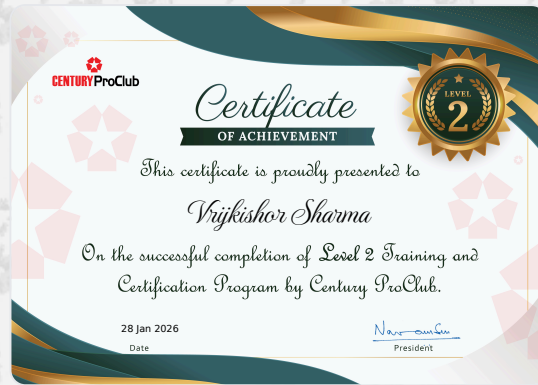 CENTURY ProClub
LEVEL
2
Certificate
OF ACHIEVEMENT
This certificate is proudly presented to
Vrijkishor Sharma
On the successful completion of Level 2 Training and
Certification Program by Century ProClub.
28 Jan 2026
Date
President